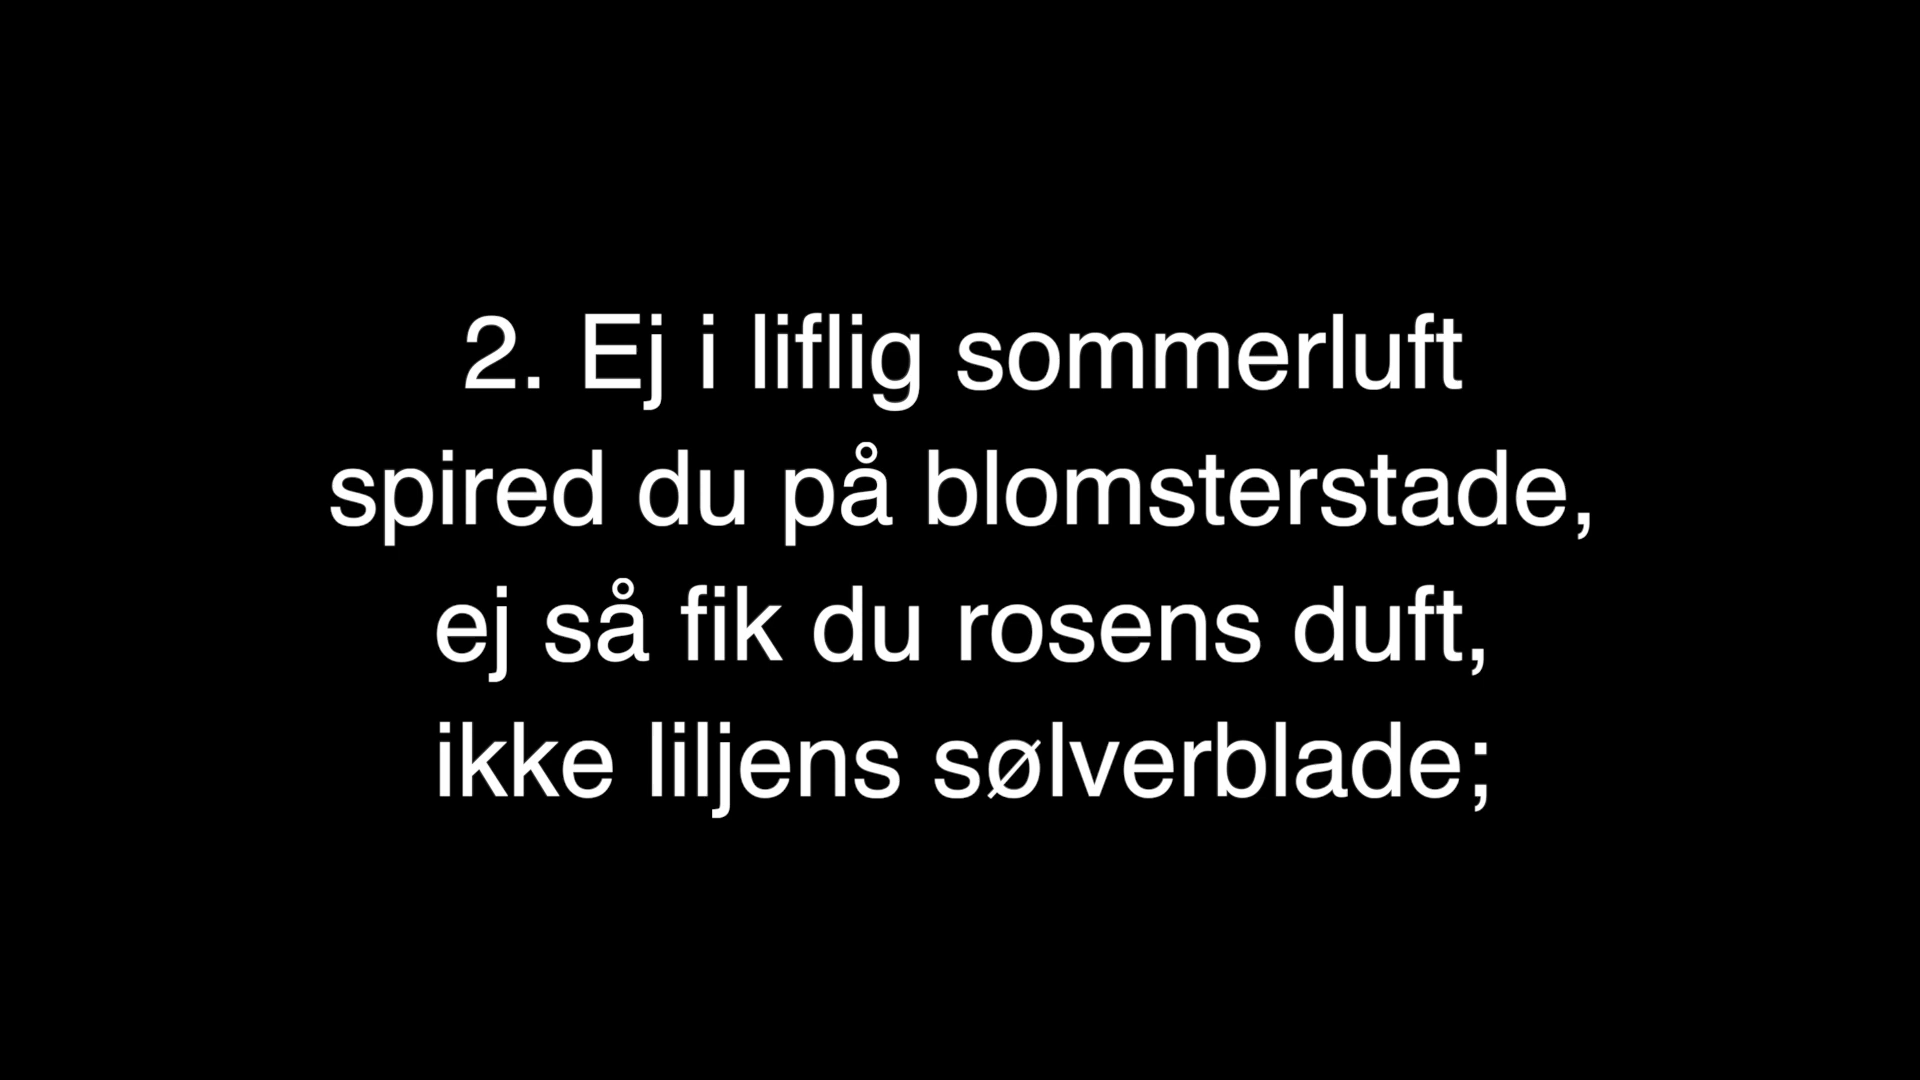 2. Ej i liflig sommerluft
spired du på blomsterstade,
ej så fik du rosens duft,
ikke liljens sølverblade;